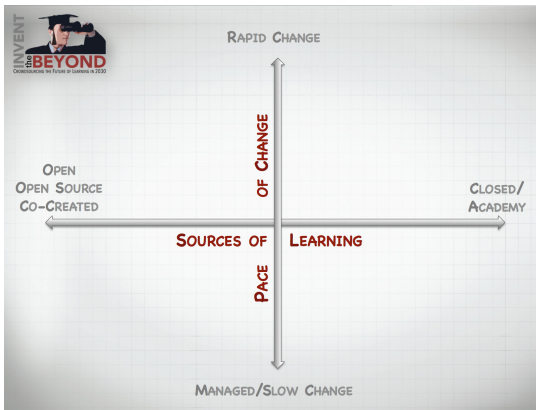 INVENT
the BEYOND
CROWDSOURCING THE FUTURE OF LEARNING IN 2030
RAPID CHANGE
PACE OF CHANGE
OPEN
OPEN SOURCE
CO-CREATED
CLOSED/
ACADEMY
SOURCES OF LEARNING
MANAGED/SLOW CHANGE